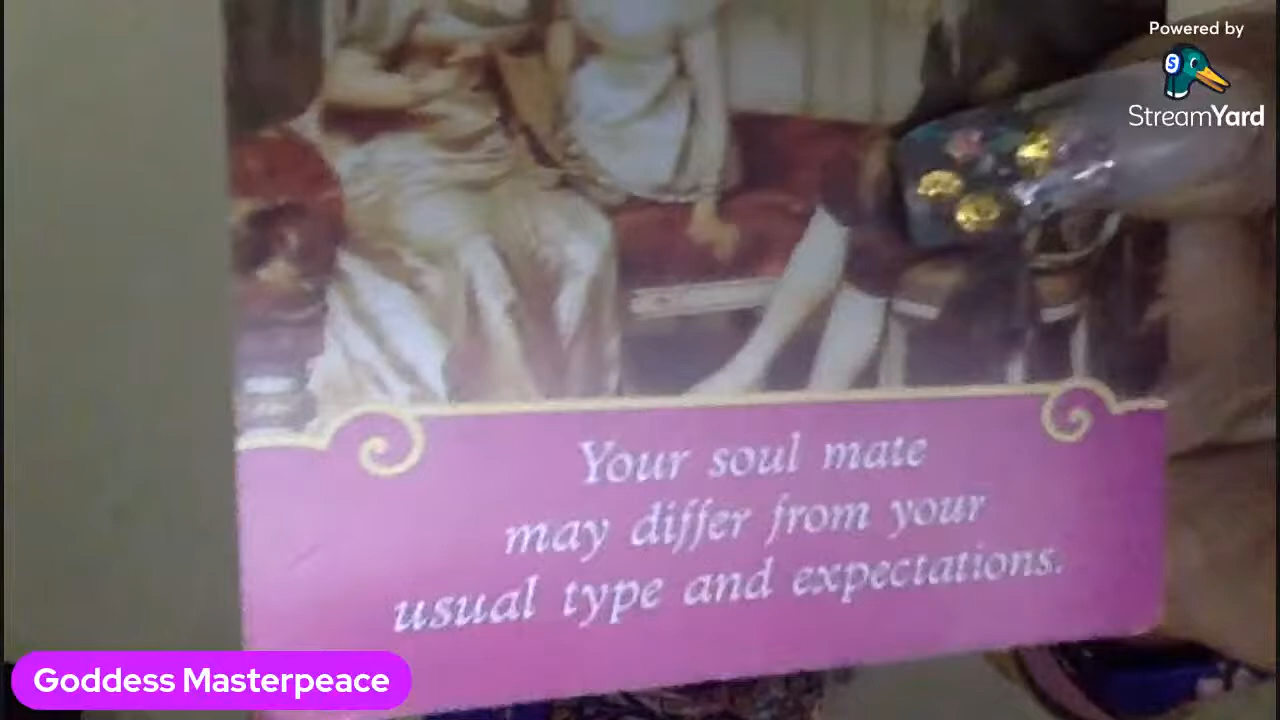 Powered by
StreamYard
Your soul mate
may differ from your
usual type and expectations.
Goddess Masterpeace